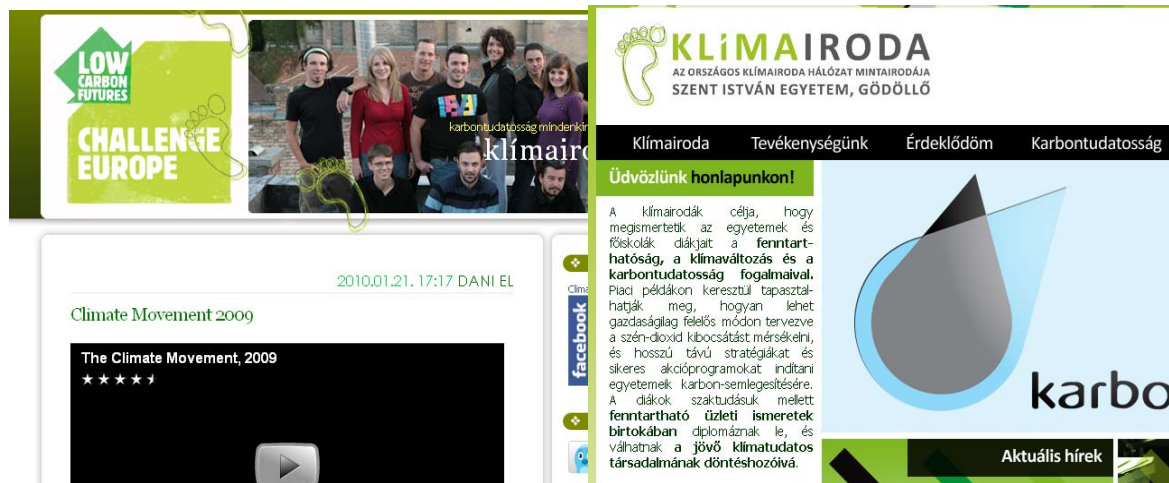 LOW
CARBON
FUTURES
CHALLENGE
EUROPE
karbontudatosság
2010.01.21. 17:17 DANI EL
Climate Movement 2009
The Climate Movement, 2009
facebook
KLíMAIRODA
AZ ORSZÁGOS KLÍMAIRODA HÁLÓZAT MINTAIRODÁJA
SZENT ISTVÁN EGYETEM, GÖDÖLLŐ
Klímairoda Tevékenységünk Érdeklődöm Karbontudatosság
Üdvözlünk honlapunkon!
A klímairodák célja, hogy
megismertetik az egyetemek és
főiskolák diákjait a fenntart-
hatóság, a klímaváltozás és a
karbontudatosság fogalmaival.
Piaci példákon keresztül tapasztal-
hatják meg, hogyan lehet
gazdaságilag felelős módon tervezve
a szén-dioxid kibocsátást mérsékelni,
és hosszú távú stratégiákat és
sikeres akcióprogramokat indítani
egyetemeik karbon-semlegesítésére.
A diákok szaktudásuk mellett
fenntartható üzleti ismeretek
birtokában diplomáznak le, és
válhatnak a jövő klímatudatos
társadalmának döntéshozóivá.
karbo
Aktuális hírek